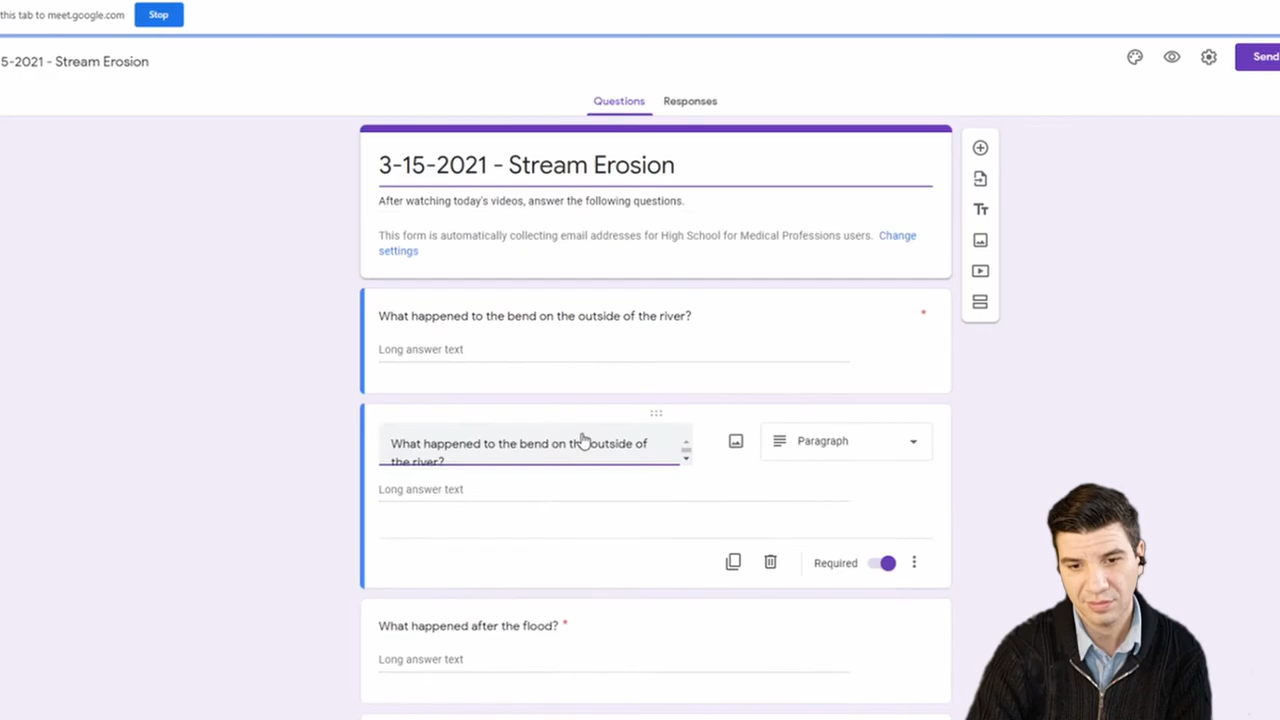 this tab to meet.google.com Stop
5-2021 - Stream Erosion Send
Questions Responses
3-15-2021 - Stream Erosion
After watching today's videos, answer the following questions.
This form is automatically collecting email addresses for High School for Medical Professions users. Change
settings
What happened to the bend on the outside of the river? *
Long answer text
What happened to the bend on the outside of
the river?
Paragraph
Long answer text
Required
What happened after the flood? *
Long answer text